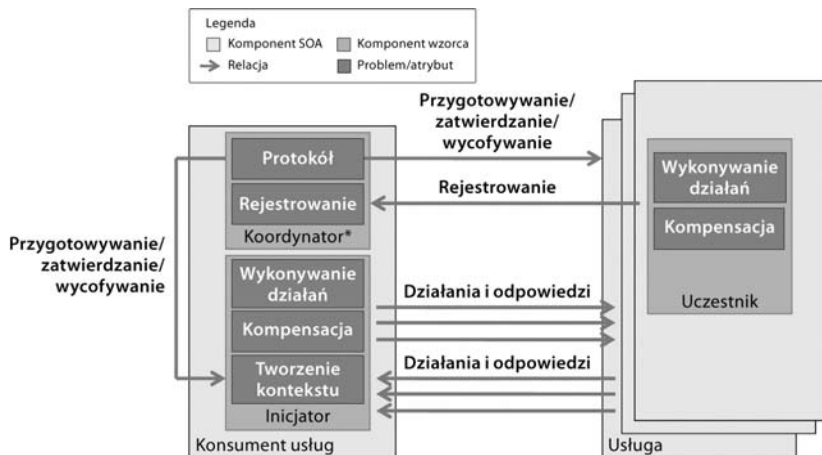 Legenda
Komponent SOA
Komponent wzorca
Relacja
Problem/atrybut
Przygotowywanie/
zatwierdzanie/
wycofywanie
Protokół
Rejestrowanie
Rejestrowanie
Koordynator*
Wykonywanie
działań
Kompensacja
Uczestnik
Przygotowywanie/
zatwierdzanie/
wycofywanie
Wykonywanie
działań
Kompensacja
Tworzenie
kontekstu
Inicjator
Działania i odpowiedzi
Działania i odpowiedzi
Konsument usług
Usługa